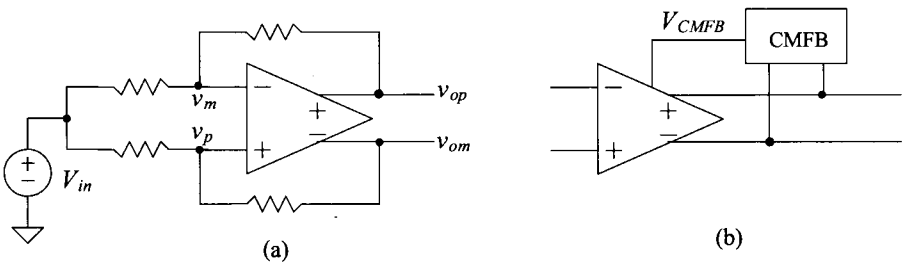 V_CMFB
CMFB
v_m
− +
v_op
v_p
+ −
v_om
+ −
V_in
(a)
−
+
+
−
(b)